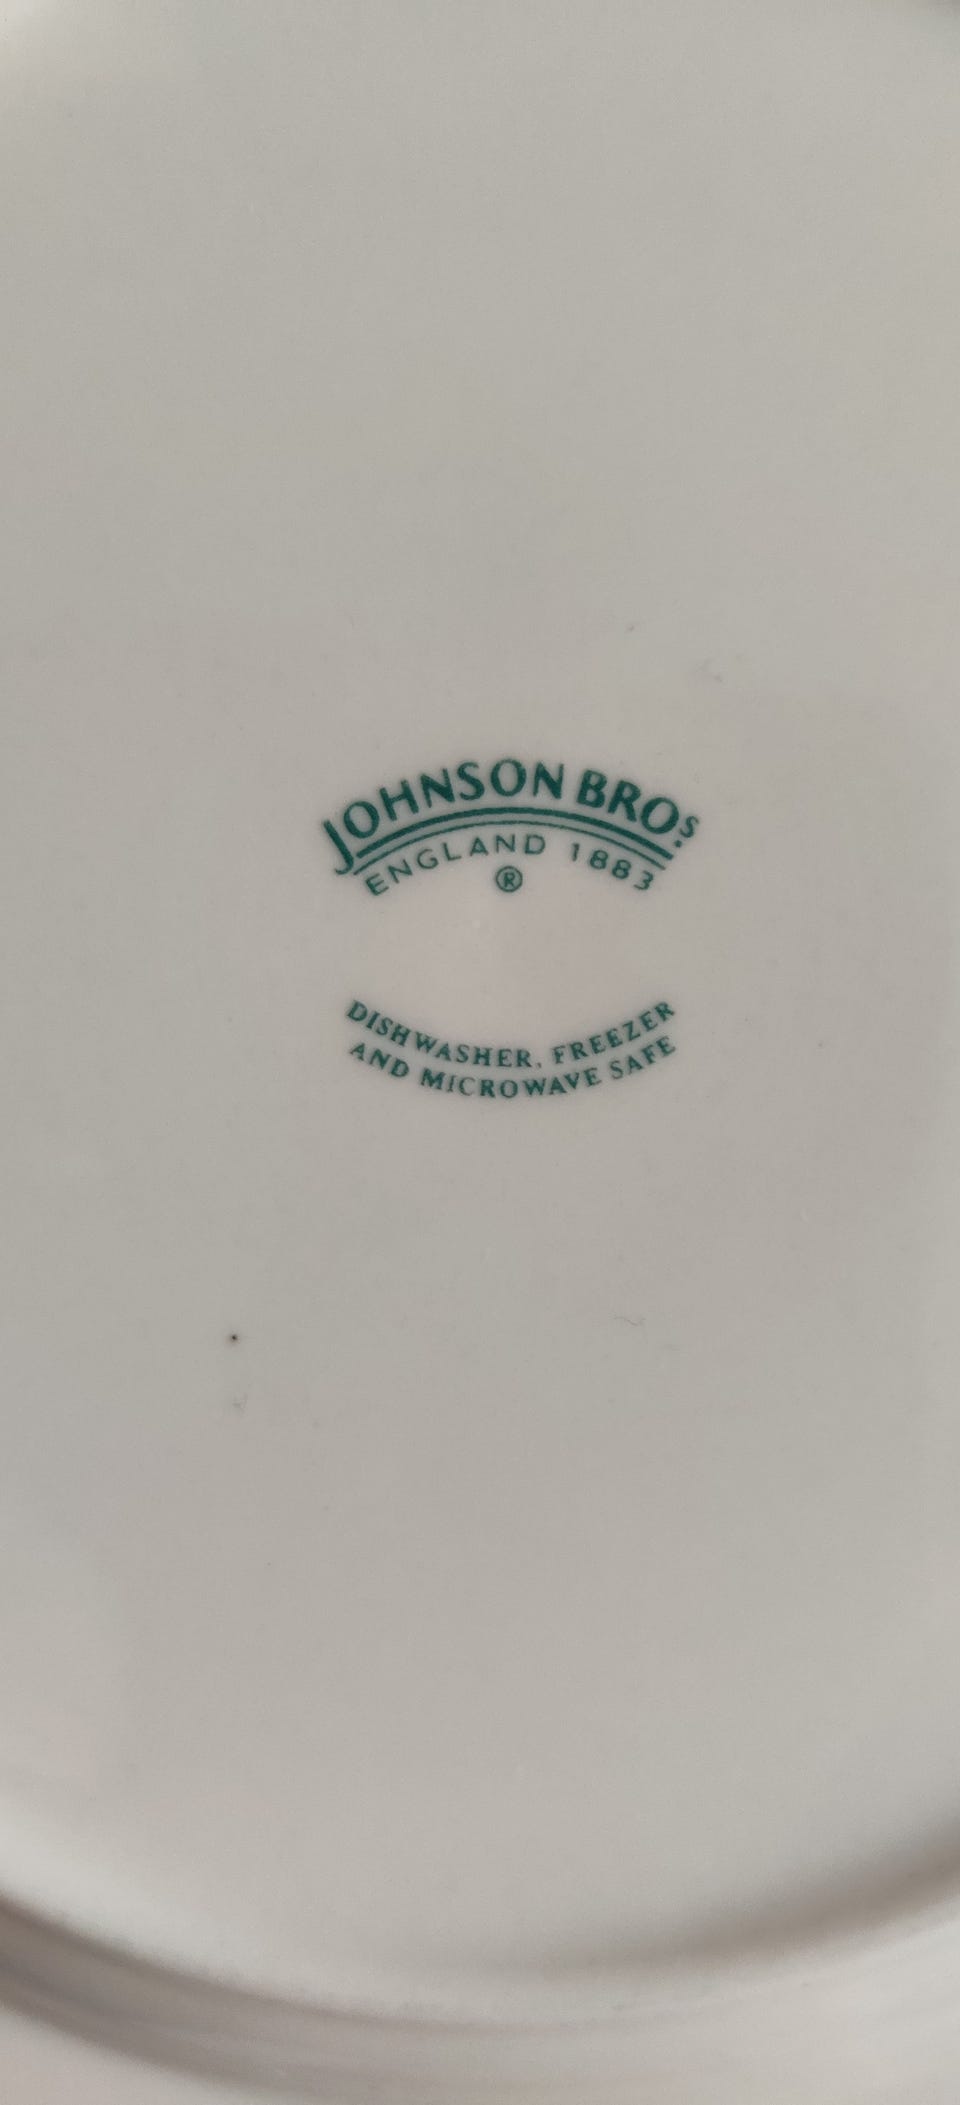 JOHNSON BROS.
ENGLAND 1883
®
DISHWASHER, FREEZER
AND MICROWAVE SAFE